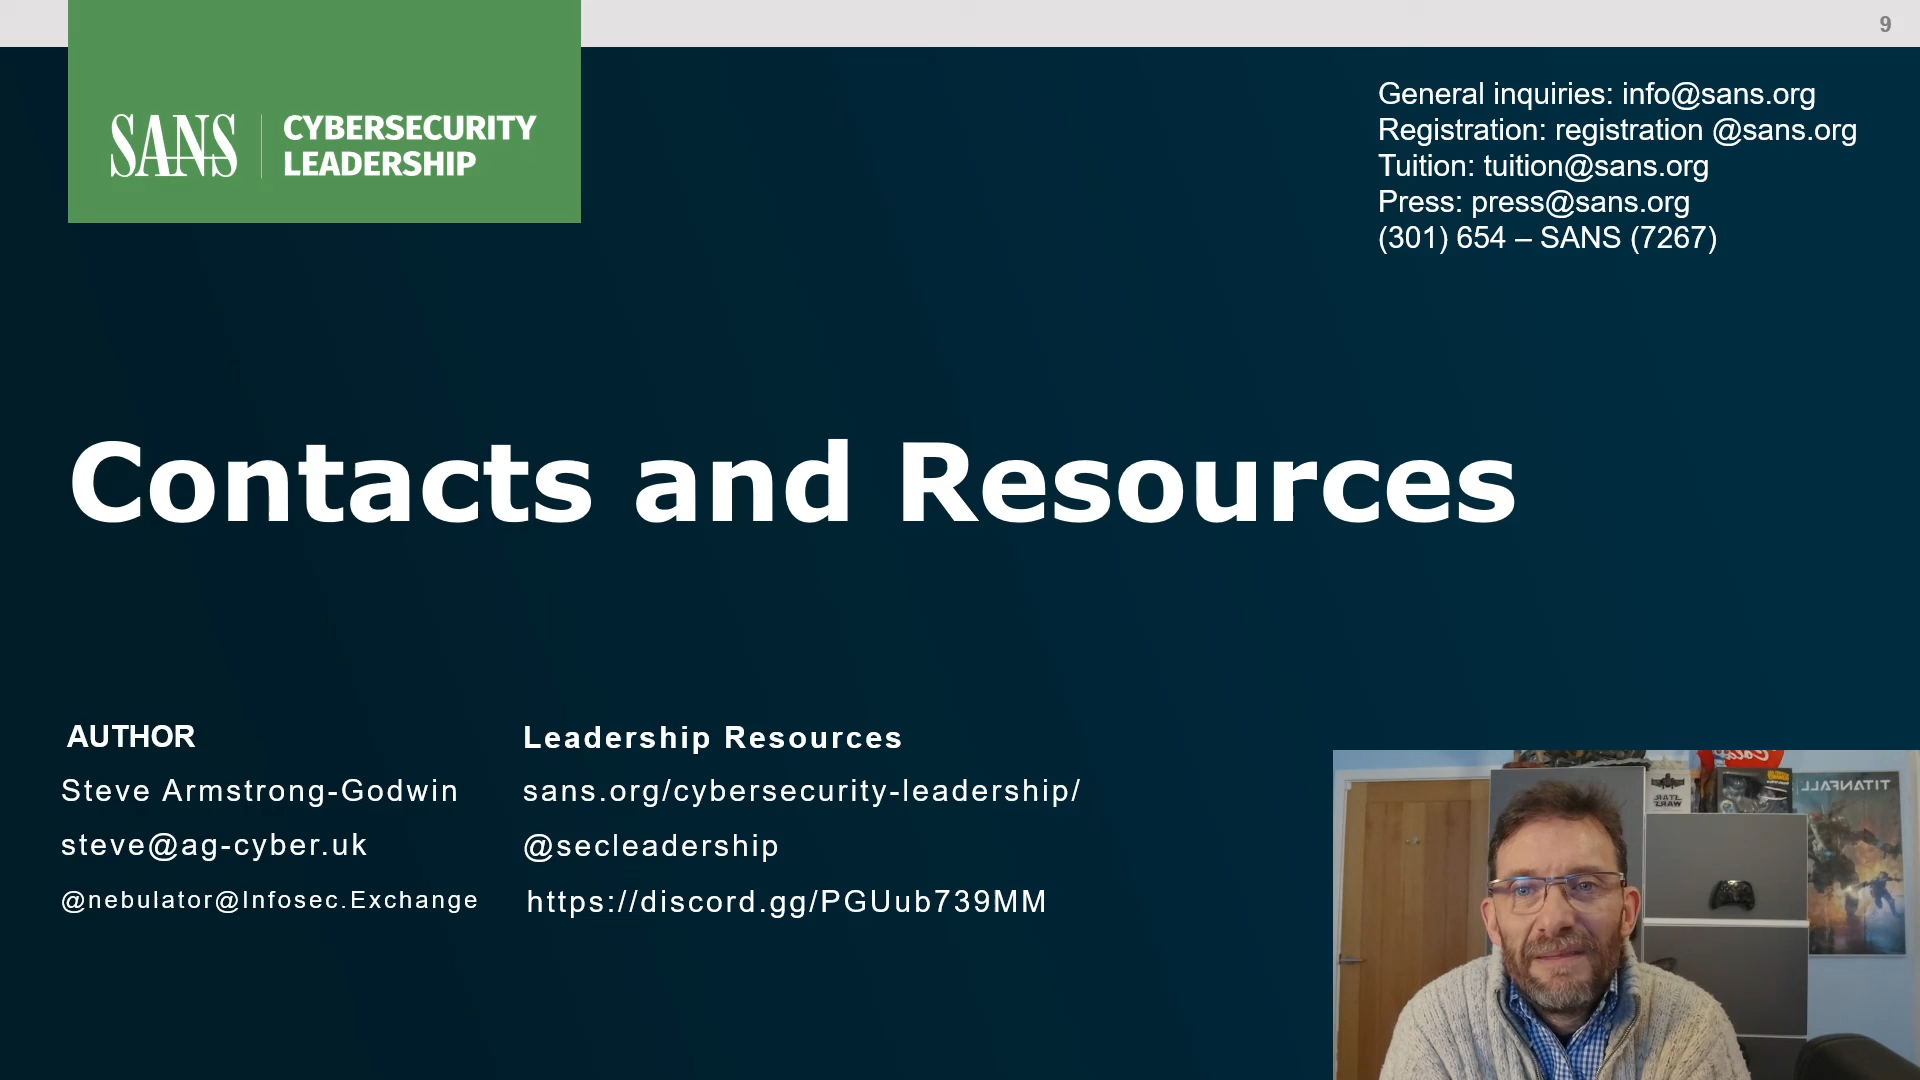 9
SANS
CYBERSECURITY
LEADERSHIP
General inquiries: info@sans.org
Registration: registration @sans.org
Tuition: tuition@sans.org
Press: press@sans.org
(301) 654 – SANS (7267)
Contacts and Resources
AUTHOR
Steve Armstrong-Godwin
steve@ag-cyber.uk
@nebulator@Infosec.Exchange
Leadership Resources
sans.org/cybersecurity-leadership/
@secleadership
https://discord.gg/PGUub739MM
STAR
WARS
TITANFALL